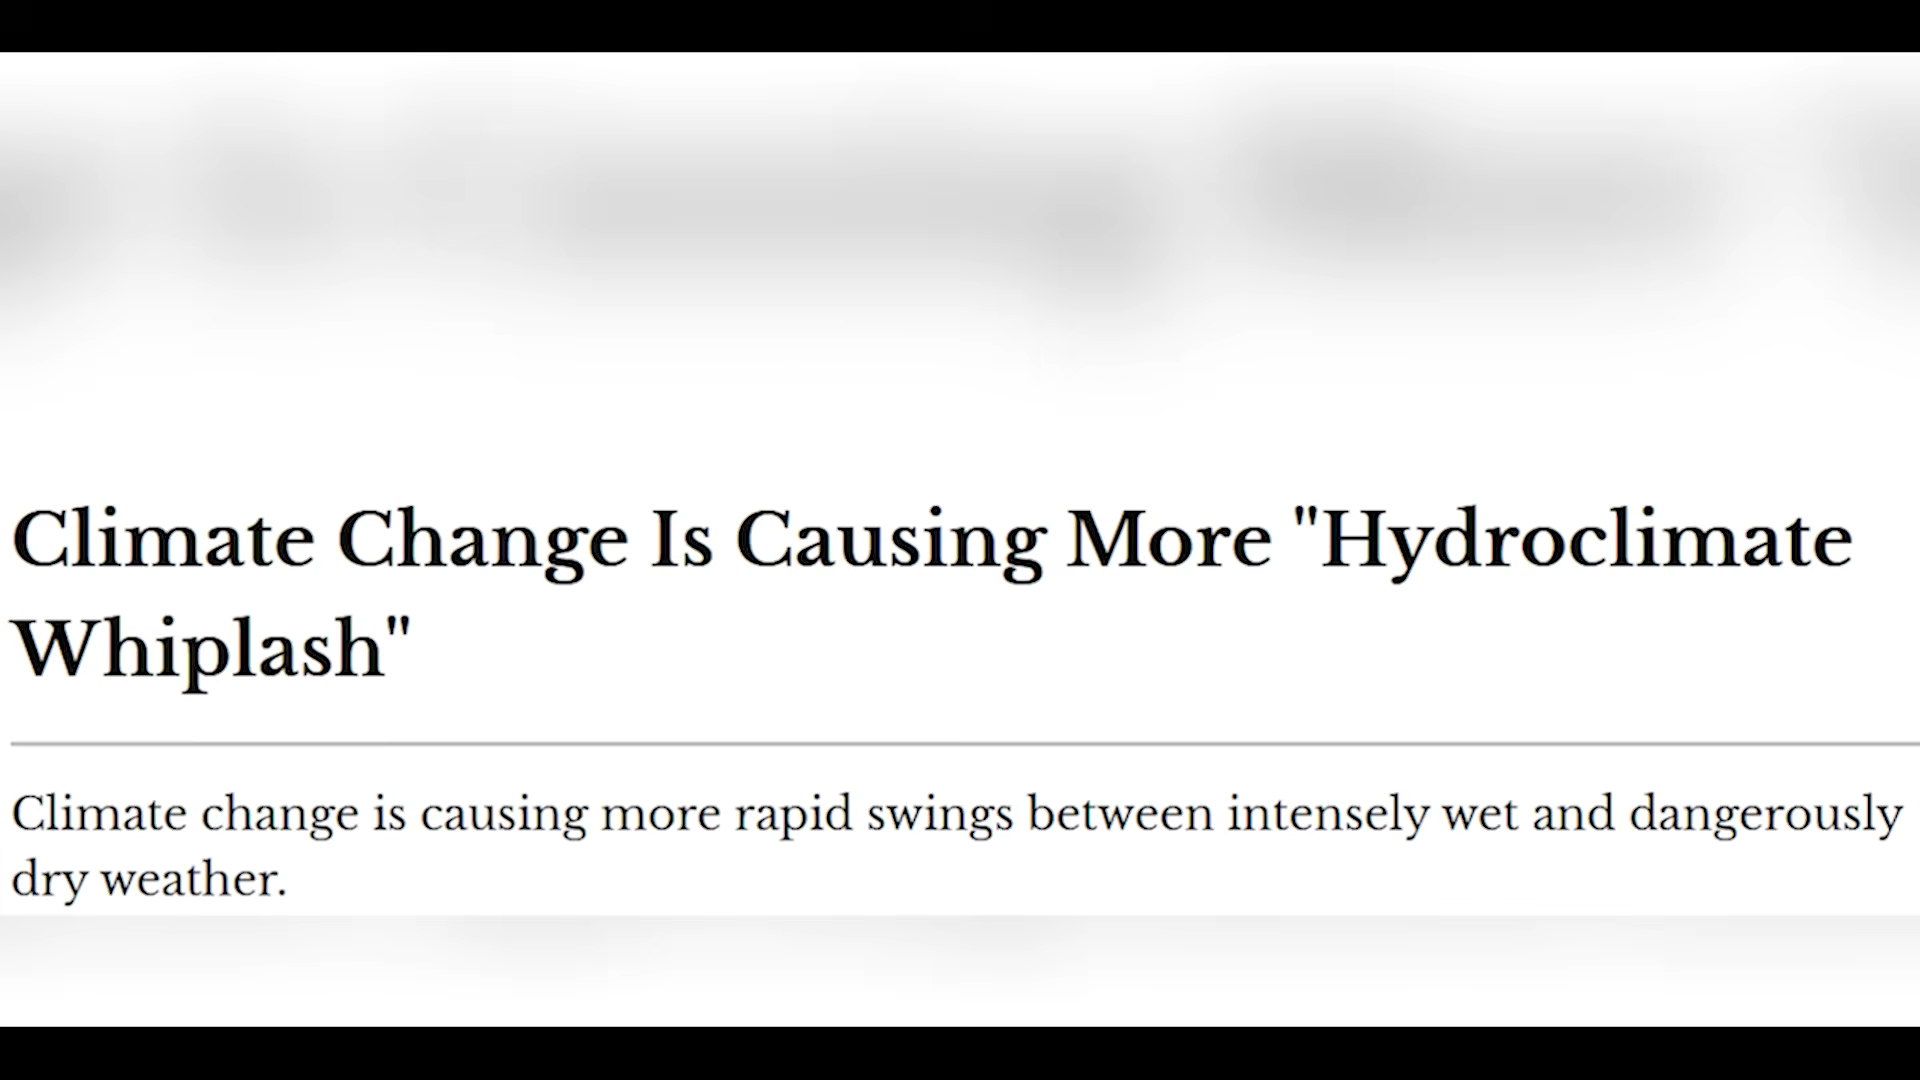 Climate Change Is Causing More "Hydroclimate
Whiplash"
Climate change is causing more rapid swings between intensely wet and dangerously
dry weather.